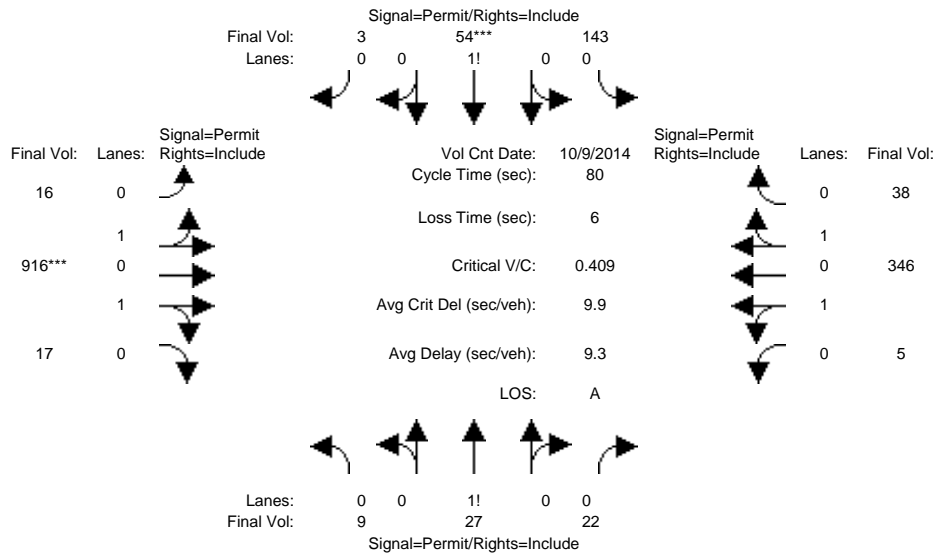 Signal=Permit/Rights=Include
Final Vol: 3 54*** 143
Lanes: 0 0 1! 0 0
Signal=Permit Signal=Permit
Final Vol: Lanes: Rights=Include Vol Cnt Date: 10/9/2014 Rights=Include Lanes: Final Vol:
Cycle Time (sec): 80
16 0 0 38
Loss Time (sec): 6
1 1
916*** 0 Critical V/C: 0.409 0 346
1 Avg Crit Del (sec/veh): 9.9 1
17 0 Avg Delay (sec/veh): 9.3 0 5
LOS: A
Lanes: 0 0 1! 0 0
Final Vol: 9 27 22
Signal=Permit/Rights=Include